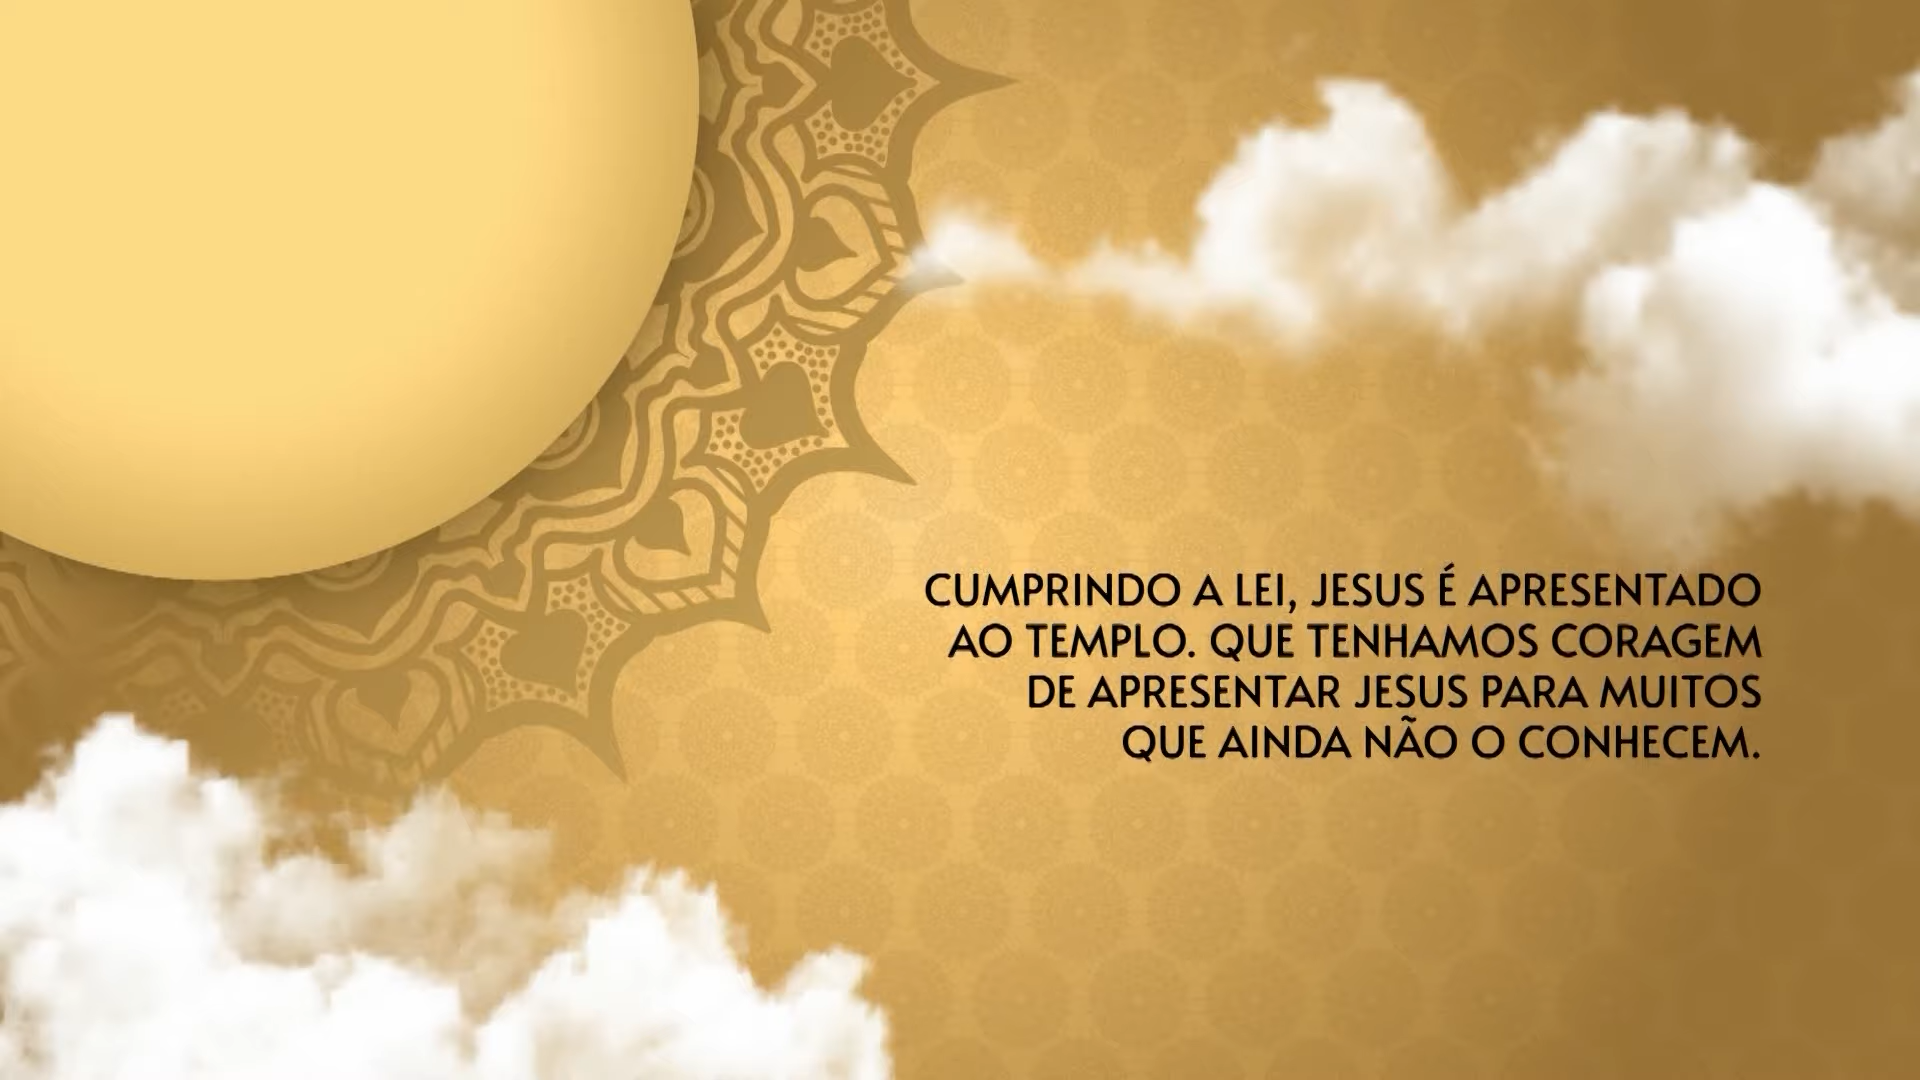 CUMPRINDO A LEI, JESUS É APRESENTADO
AO TEMPLO. QUE TENHAMOS CORAGEM
DE APRESENTAR JESUS PARA MUITOS
QUE AINDA NÃO O CONHECEM.